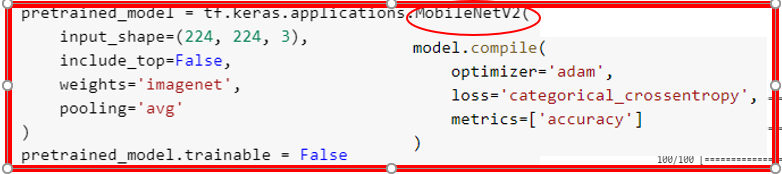 pretrained_model = tf.keras.applications.MobileNetV2(
input_shape=(224, 224, 3),
include_top=False,
weights='imagenet',
pooling='avg'
)
pretrained_model.trainable = False
model.compile(
optimizer='adam',
loss='categorical_crossentropy',
metrics=['accuracy']
)
100/100 [==============